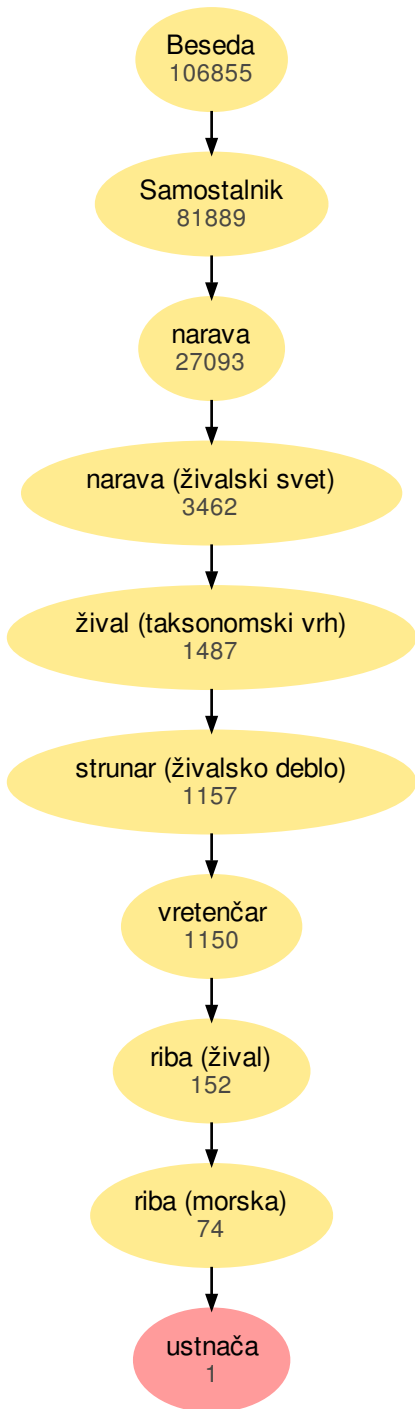 Beseda
106855
Samostalnik
81889
narava
27093
narava (živalski svet)
3462
žival (taksonomski vrh)
1487
strunar (živalsko deblo)
1157
vretenčar
1150
riba (žival)
152
riba (morska)
74
ustnača
1